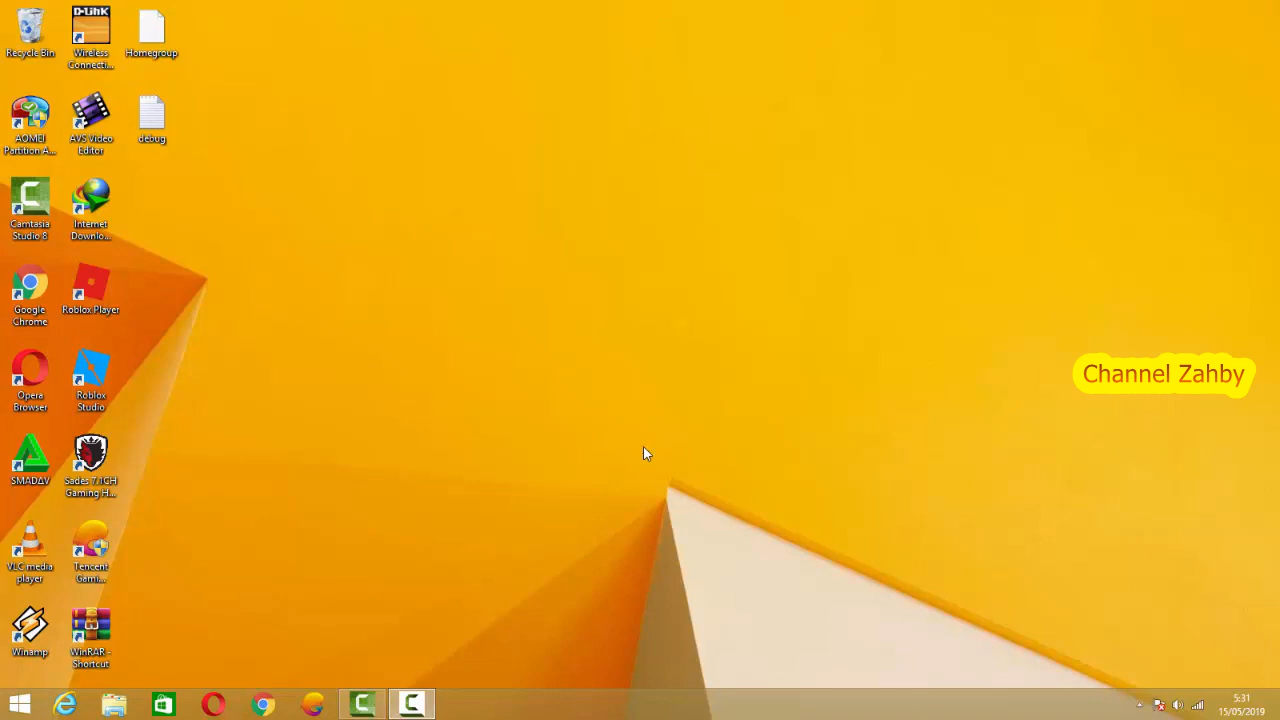 Recycle Bin
D-Link
Wireless
Connecti...
Homegroup
AOMEI
Partition A...
AVS Video
Editor
debug
Camtasia
Studio 8
Internet
Downlo...
Google
Chrome
Roblox Player
Opera
Browser
Roblox
Studio
Channel Zahby
SMADΔV
Sades 7.1CH
Gaming H...
VLC media
player
Tencent
Gami...
Winamp
WinRAR -
Shortcut
5:31
15/05/2019